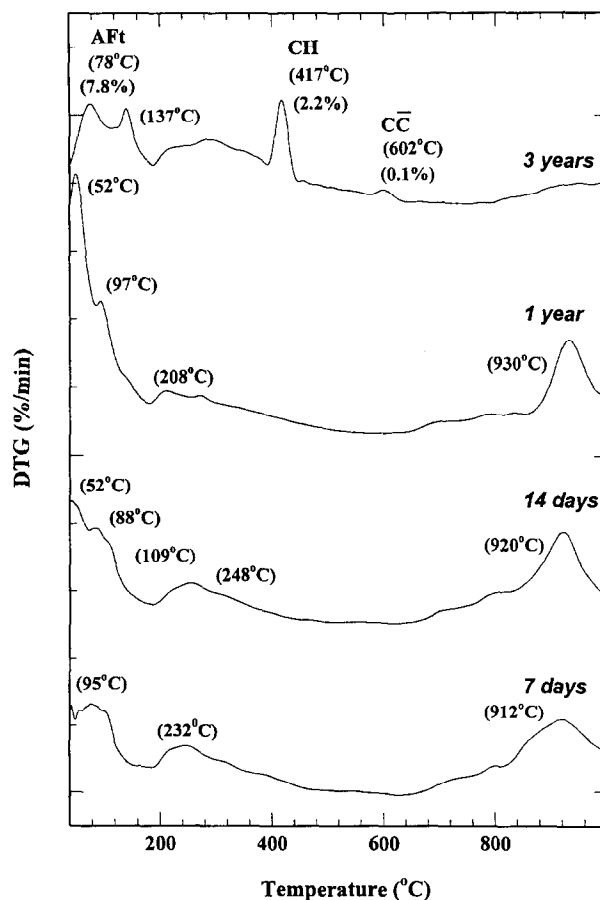 AFt
(78°C)
(7.8%)
(137°C)
CH
(417°C)
(2.2%)
CC̅
(602°C)
(0.1%)
3 years
(52°C)
(97°C)
(208°C)
1 year
(930°C)
(52°C)
(88°C)
(109°C)
(248°C)
14 days
(920°C)
(95°C)
(232°C)
7 days
(912°C)
DTG (%/min)
200 400 600 800
Temperature (°C)